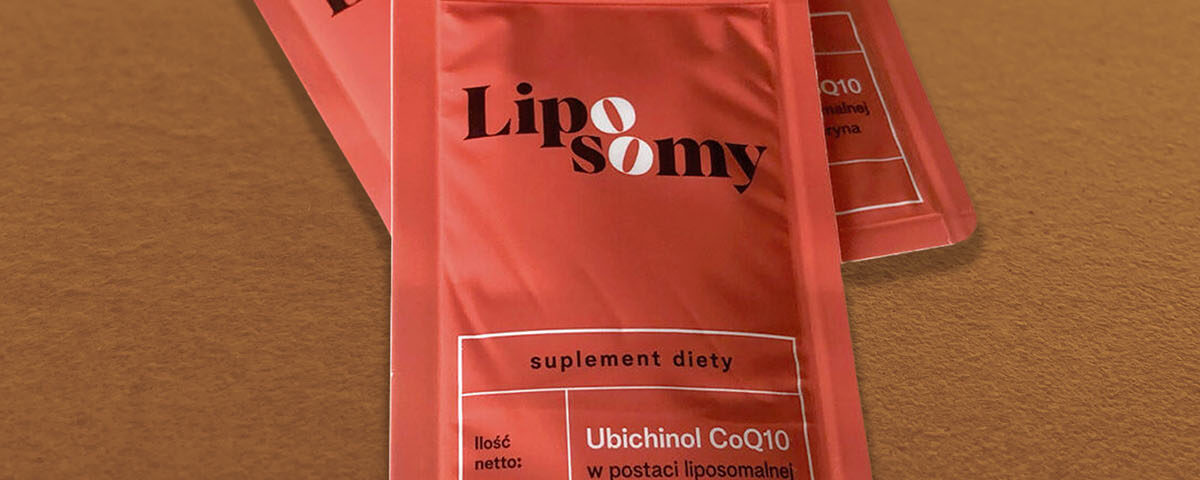 Lipo
somy
suplement diety
Ilość
netto:
Ubichinol CoQ10
w postaci liposomalnej
Q10
malnej
ryna